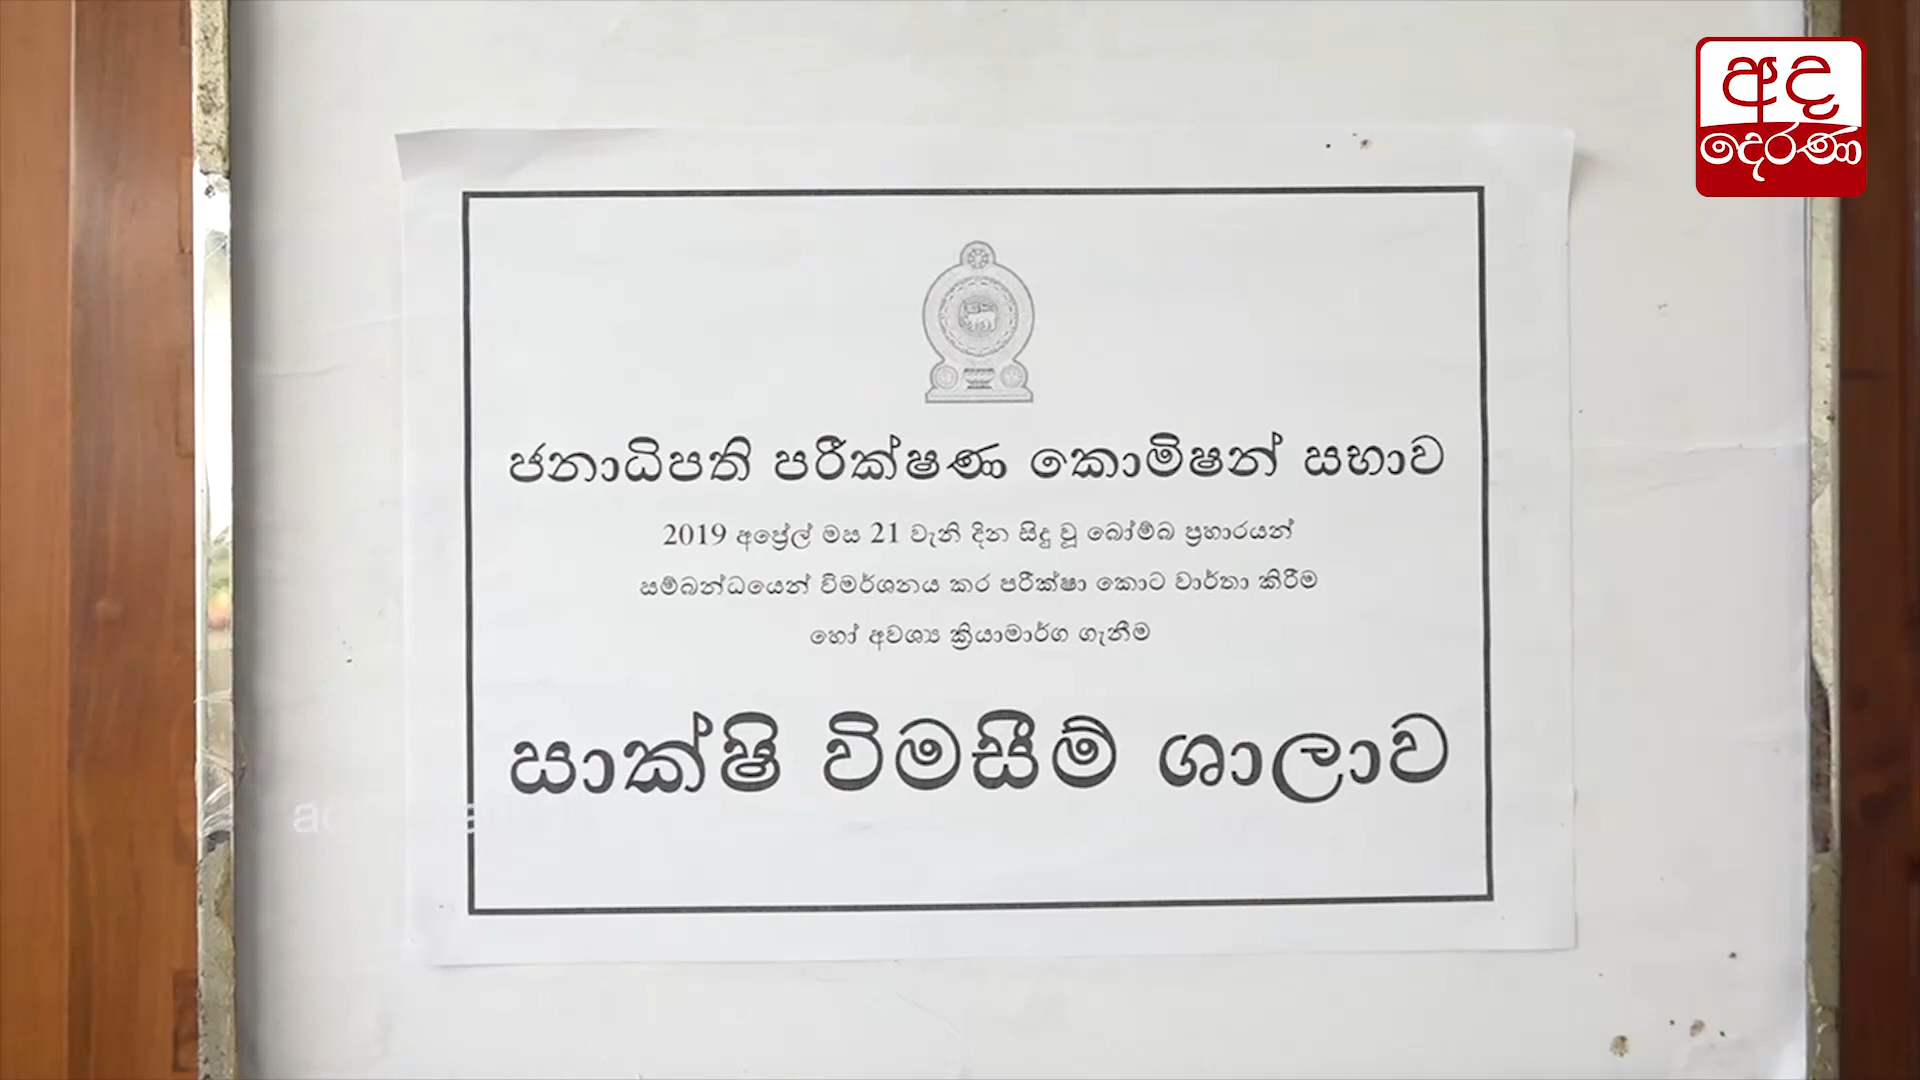 අද
දෙරණ
ජනාධිපති පරීක්ෂණ කොමිෂන් සභාව
2019 අප්‍රේල් මස 21 වැනි දින සිදු වූ බෝම්බ ප්‍රහාරයන්
සම්බන්ධයෙන් විමර්ශනය කර පරීක්ෂා කොට වාර්තා කිරීම
හෝ අවශ්‍ය ක්‍රියාමාර්ග ගැනීම
සාක්ෂි විමසීම් ශාලාව